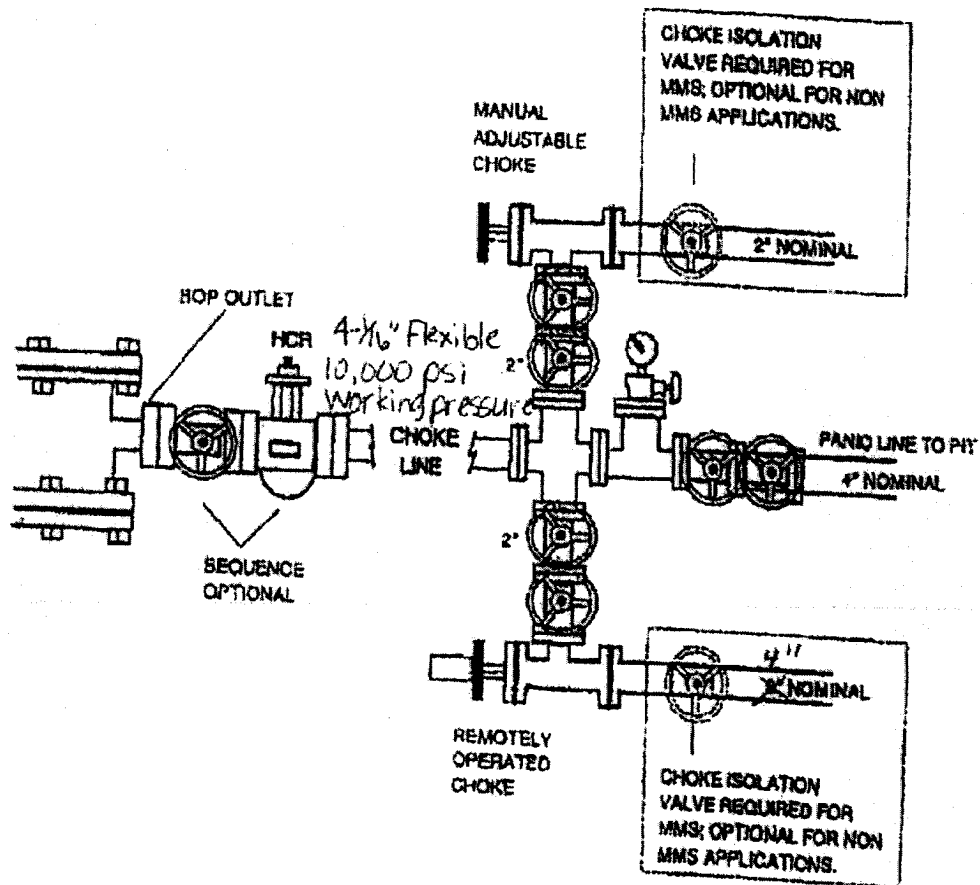 CHOKE ISOLATION
VALVE REQUIRED FOR
MMS; OPTIONAL FOR NON
MMS APPLICATIONS.
MANUAL
ADJUSTABLE
CHOKE
2" NOMINAL
BOP OUTLET
HCR
4-1/16" Flexible
10,000 psi
Working pressure
2"
CHOKE
LINE
PANIC LINE TO PIT
4" NOMINAL
2"
SEQUENCE
OPTIONAL
4"
NOMINAL
REMOTELY
OPERATED
CHOKE
CHOKE ISOLATION
VALVE REQUIRED FOR
MMS; OPTIONAL FOR NON
MMS APPLICATIONS.